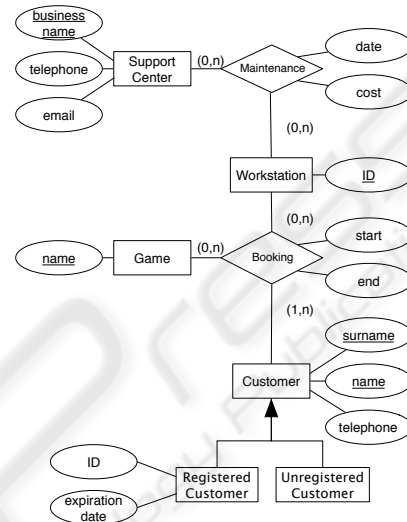 business
name
telephone
email
Support
Center
(0,n)
Maintenance
date
cost
(0,n)
Workstation
ID
(0,n)
name
Game
(0,n)
Booking
start
end
(1,n)
Customer
surname
name
telephone
ID
expiration
date
Registered
Customer
Unregistered
Customer